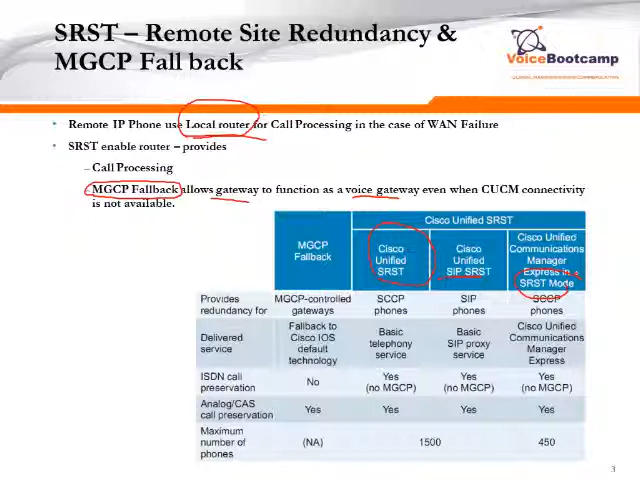 SRST – Remote Site Redundancy &
MGCP Fall back
VoiceBootcamp
• Remote IP Phone use Local router for Call Processing in the case of WAN Failure
• SRST enable router – provides
– Call Processing
– MGCP Fallback allows gateway to function as a voice gateway even when CUCM connectivity
is not available.
Cisco Unified SRST
MGCP
Fallback
Cisco
Unified
SRST
Cisco
Unified
SIP SRST
Cisco Unified
Communications
Manager
Express in
SRST Mode
Provides
redundancy for
MGCP-controlled
gateways
SCCP
phones
SIP
phones
SCCP
phones
Delivered
service
Fallback to
Cisco IOS
default
technology
Basic
telephony
service
Basic
SIP proxy
service
Cisco Unified
Communications
Manager
Express
ISDN call
preservation
No
Yes
(no MGCP)
Yes
(no MGCP)
Yes
(no MGCP)
Analog/CAS
call preservation
Yes
Yes
Yes
Yes
Maximum
number of
phones
(NA)
1500
450
3